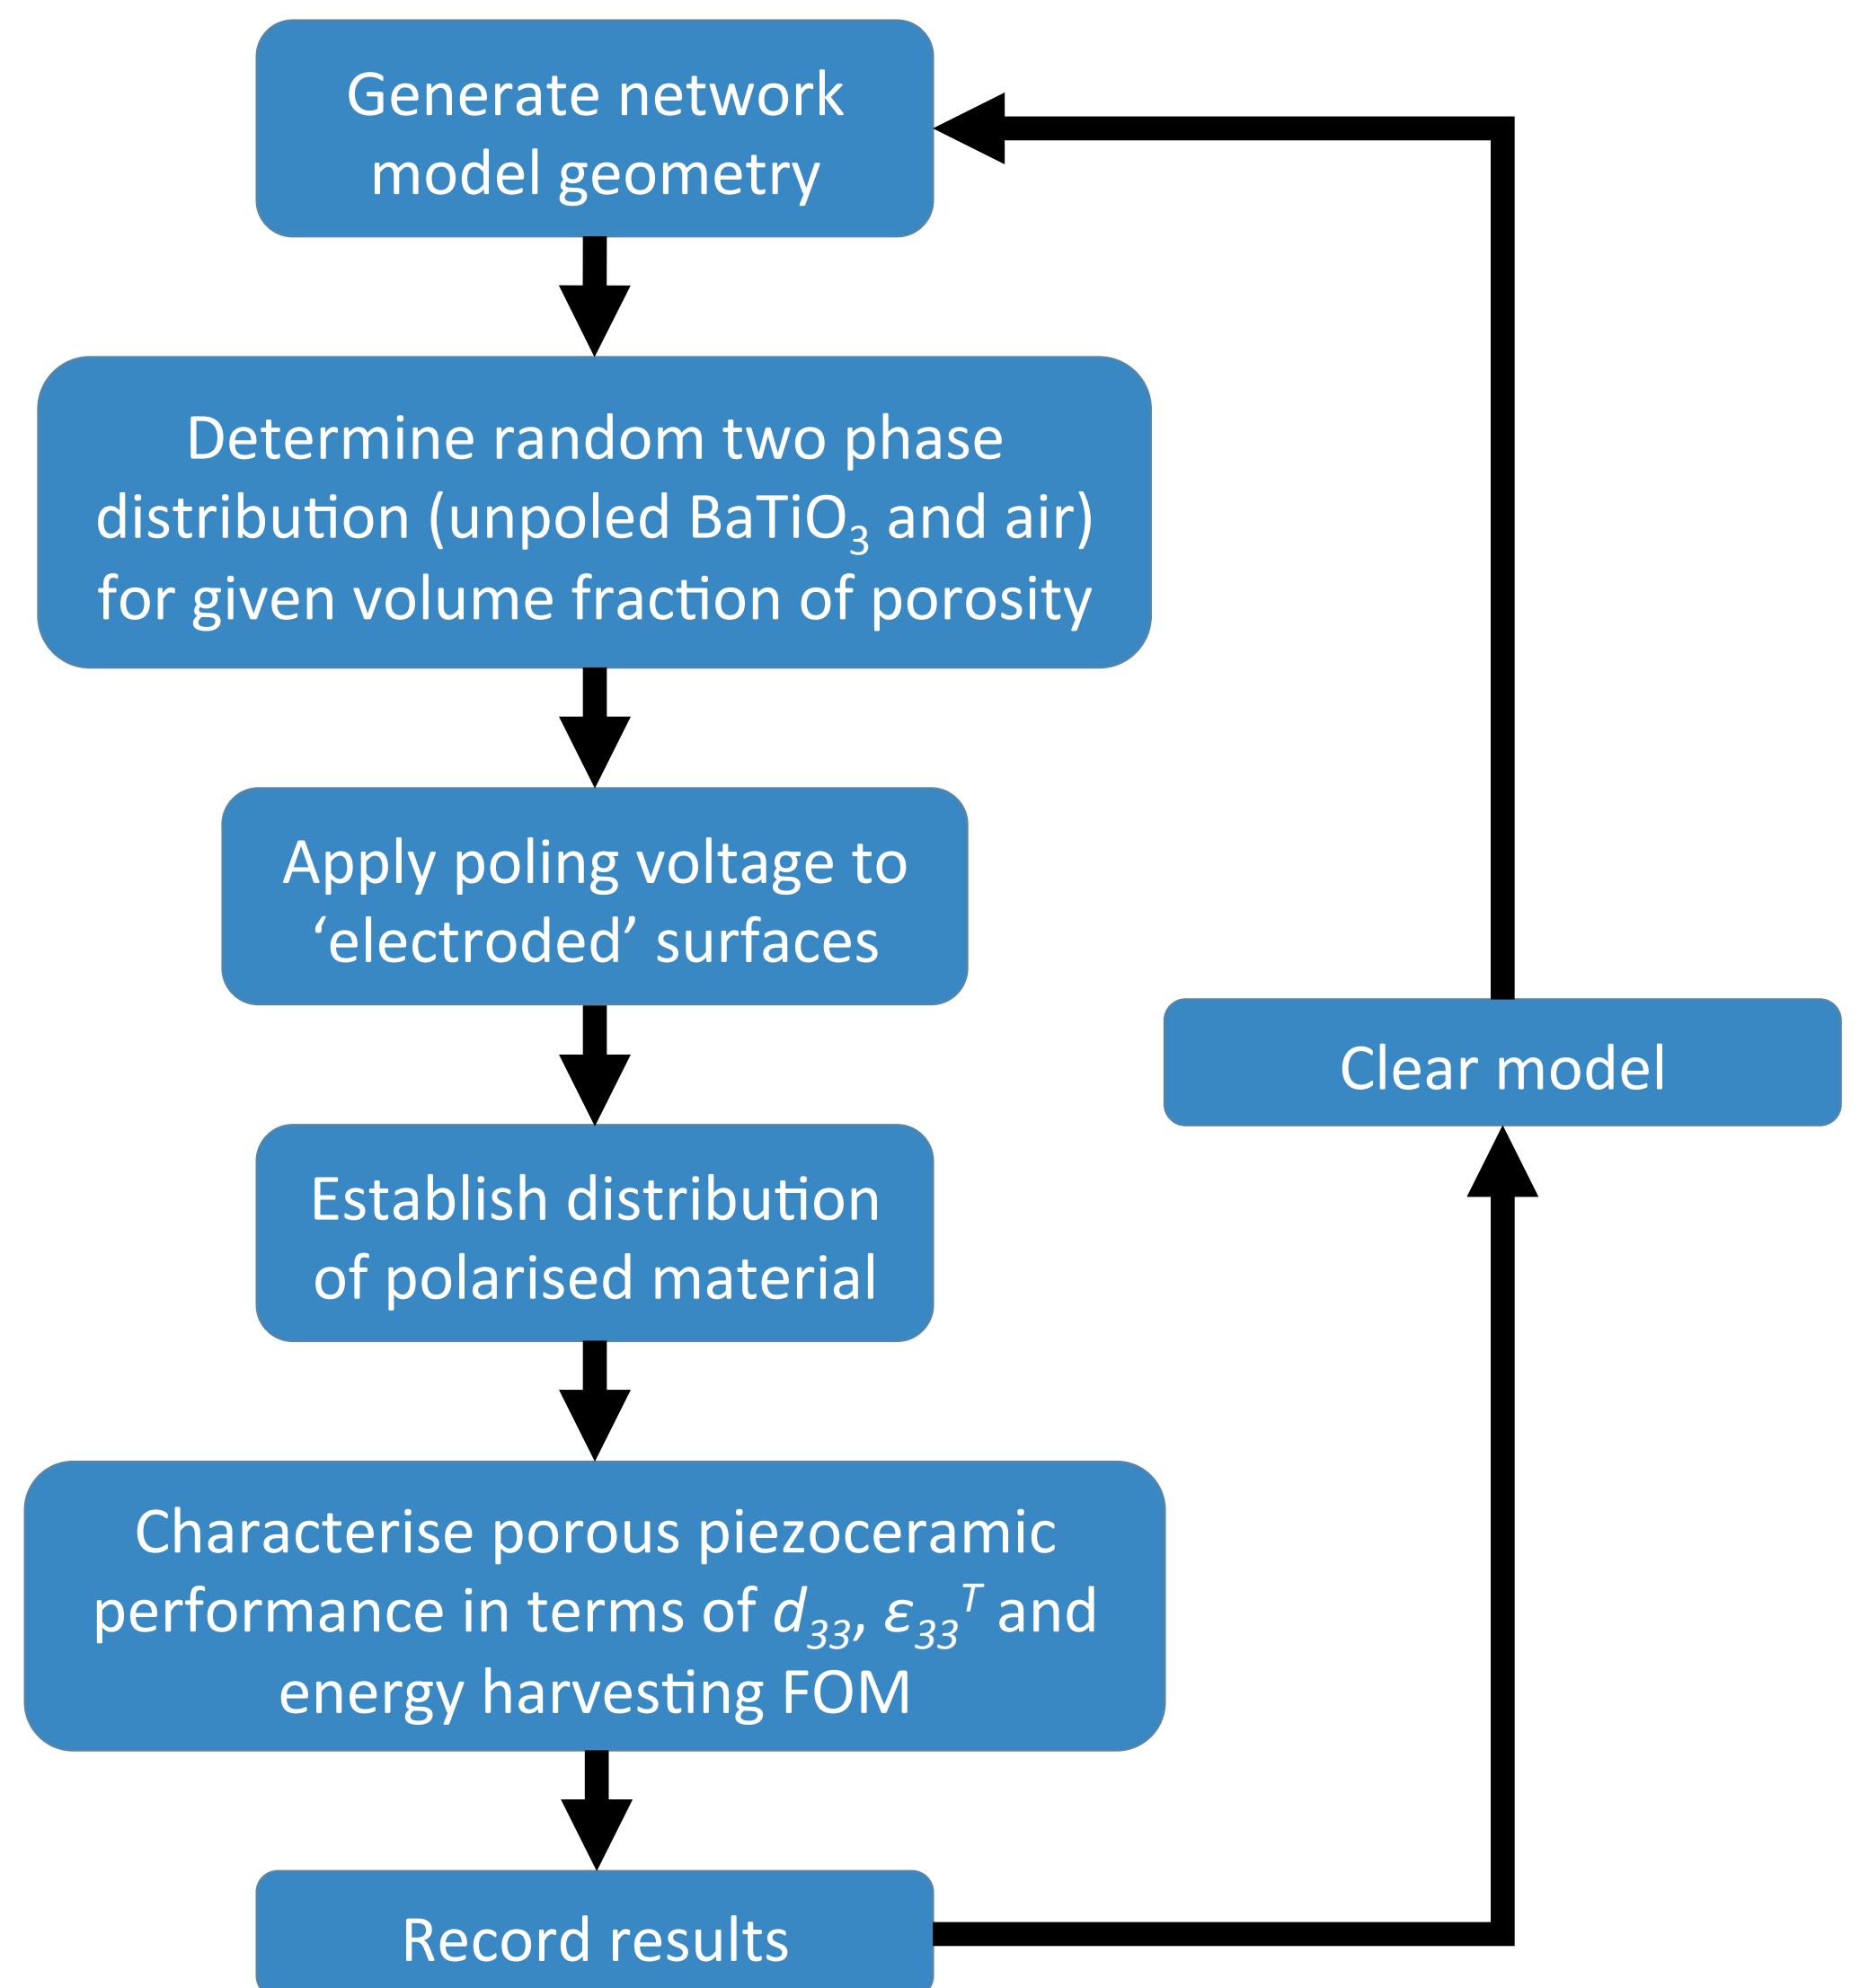 Generate network
model geometry
Determine random two phase
distribution (unpoled BaTiO₃ and air)
for given volume fraction of porosity
Apply poling voltage to
‘electroded’ surfaces
Establish distribution
of polarised material
Characterise porous piezoceramic
performance in terms of d₃₃, ε₃₃ᵀ and
energy harvesting FOM
Record results
Clear model